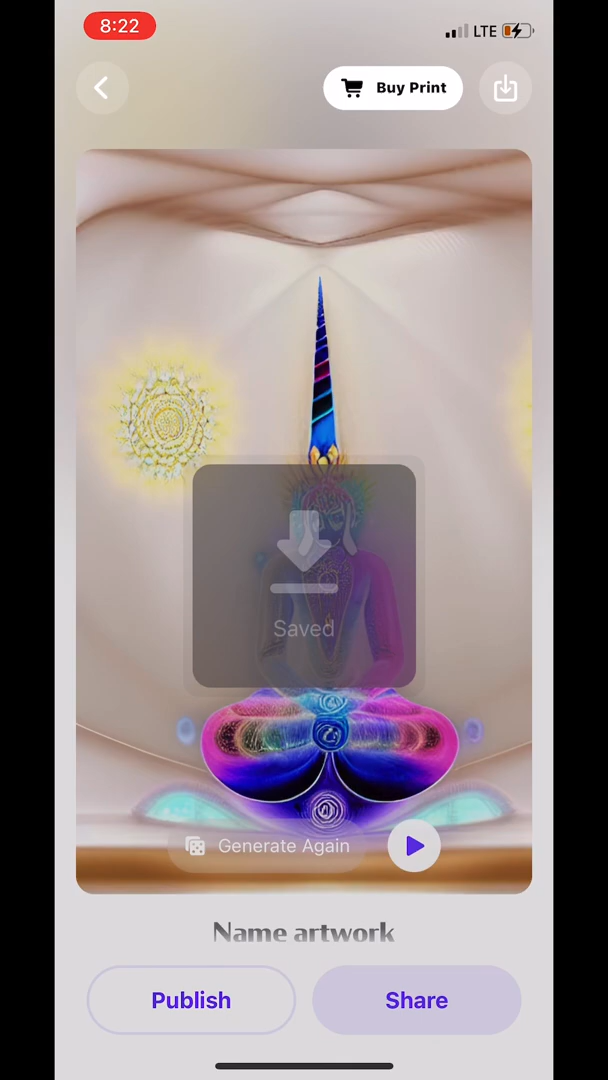 8:22
LTE
Buy Print
Saved
Generate Again
Name artwork
Publish
Share